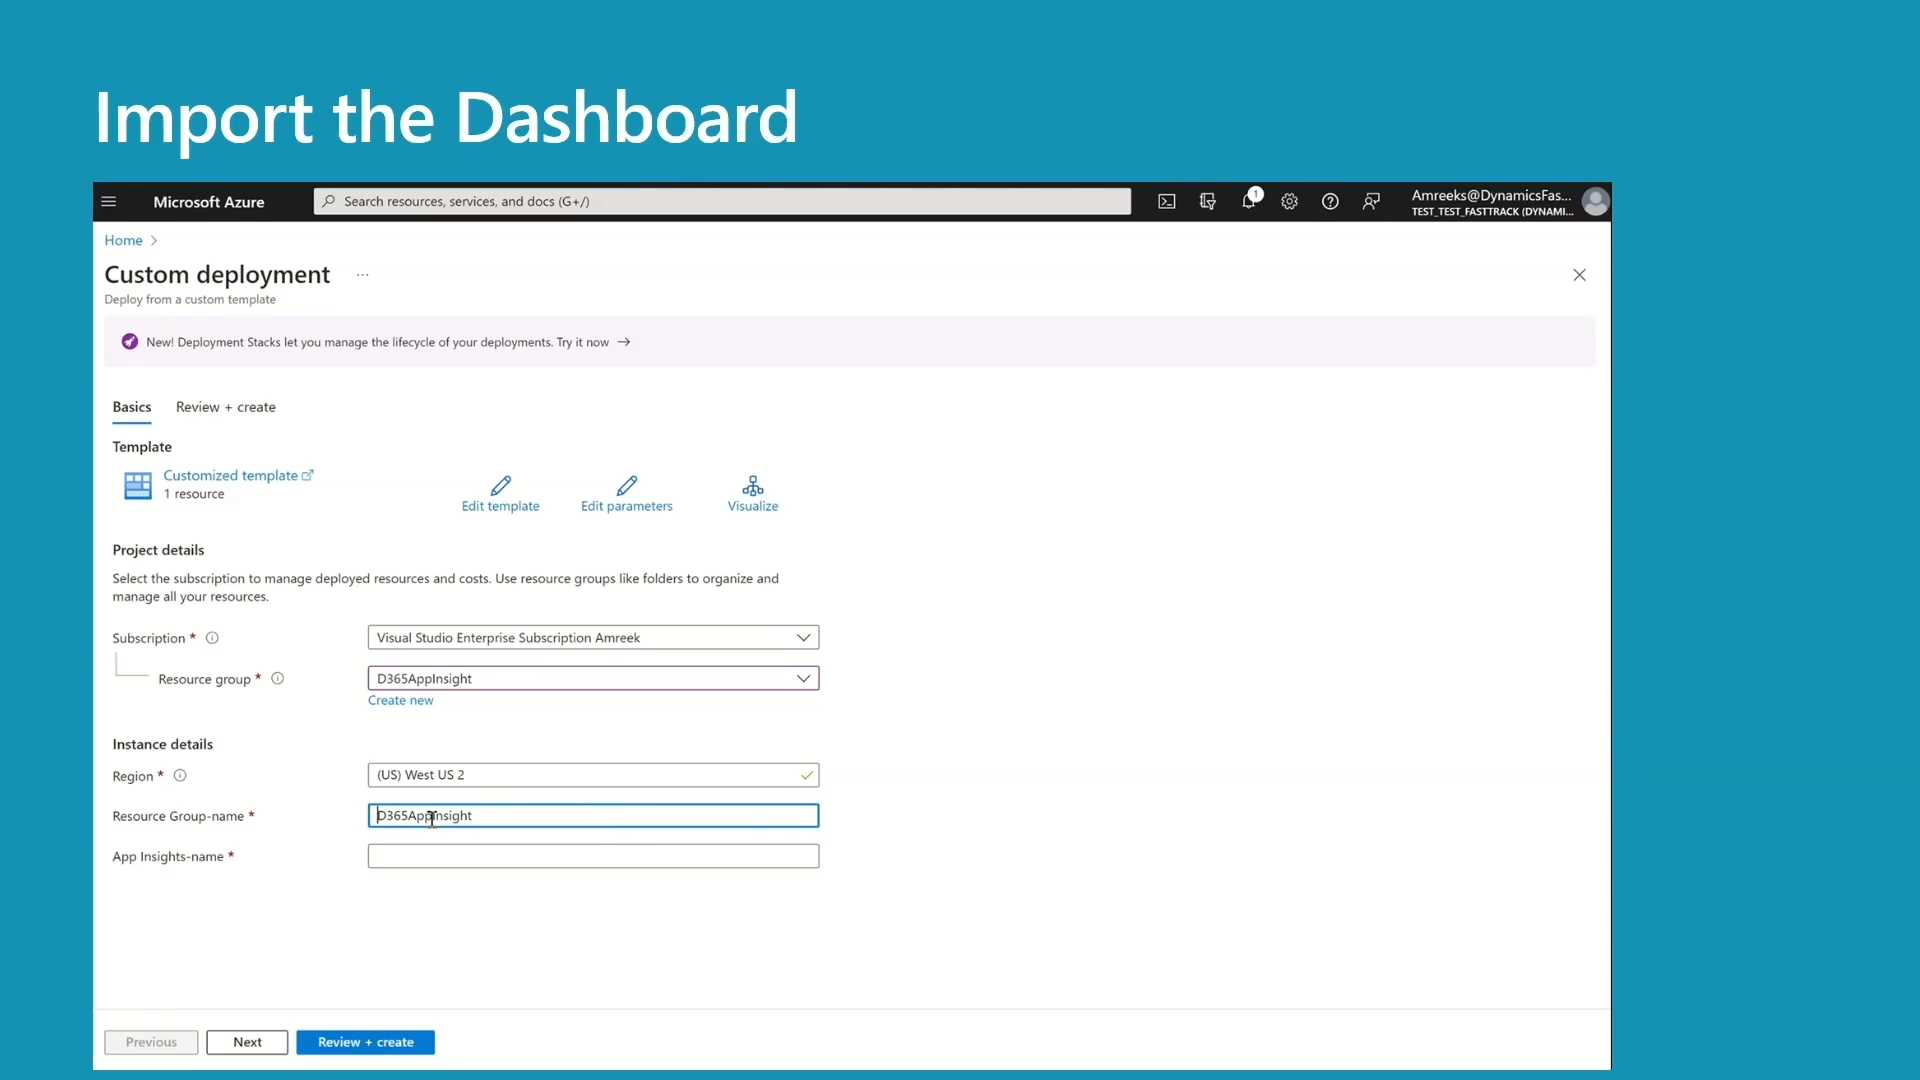 Import the Dashboard
Microsoft Azure
Search resources, services, and docs (G+/)
1
Amreeks@DynamicsFas...
TEST_TEST_FASTTRACK (DYNAMI...
Home
Custom deployment ...
Deploy from a custom template
New! Deployment Stacks let you manage the lifecycle of your deployments. Try it now →
Basics Review + create
Template
Customized template
1 resource
Edit template Edit parameters Visualize
Project details
Select the subscription to manage deployed resources and costs. Use resource groups like folders to organize and
manage all your resources.
Subscription * Visual Studio Enterprise Subscription Amreek
Resource group * D365AppInsight
Create new
Instance details
Region * (US) West US 2
Resource Group-name * D365AppInsight
App Insights-name *
Previous Next Review + create